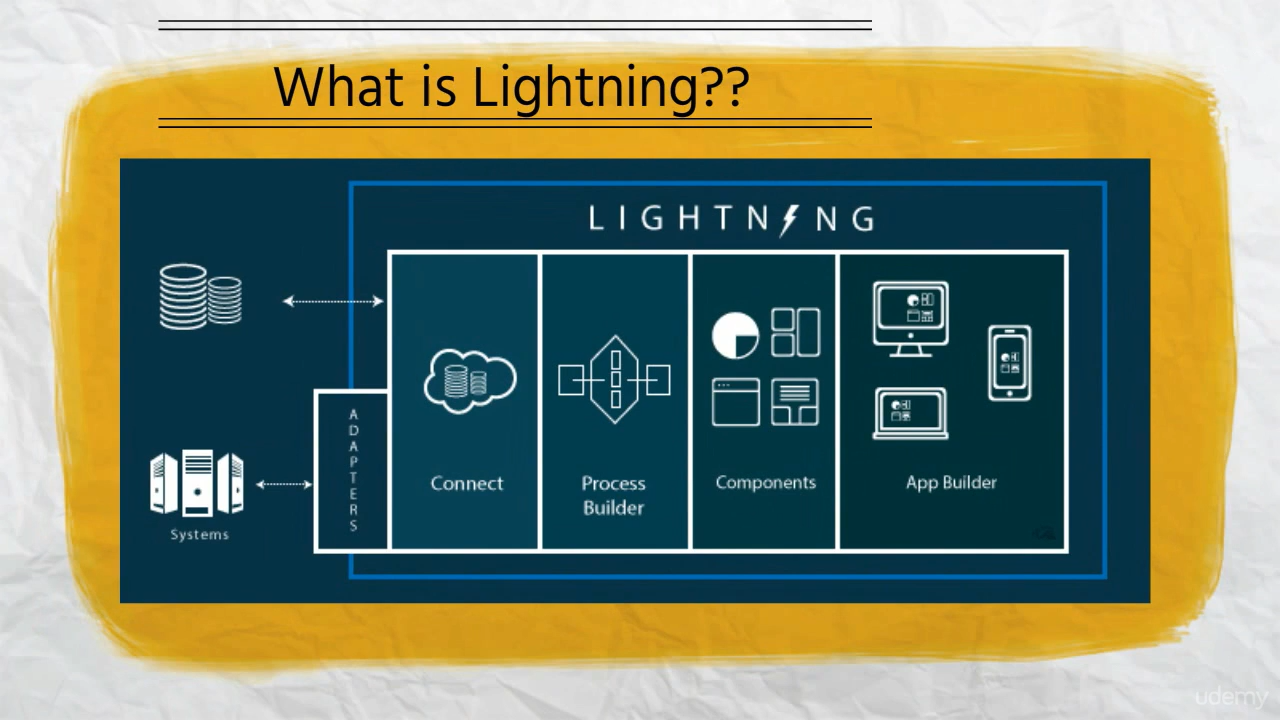 What is Lightning??
LIGHTNING
ADAPTERS
Connect
Process
Builder
Components
App Builder
Systems
udemy